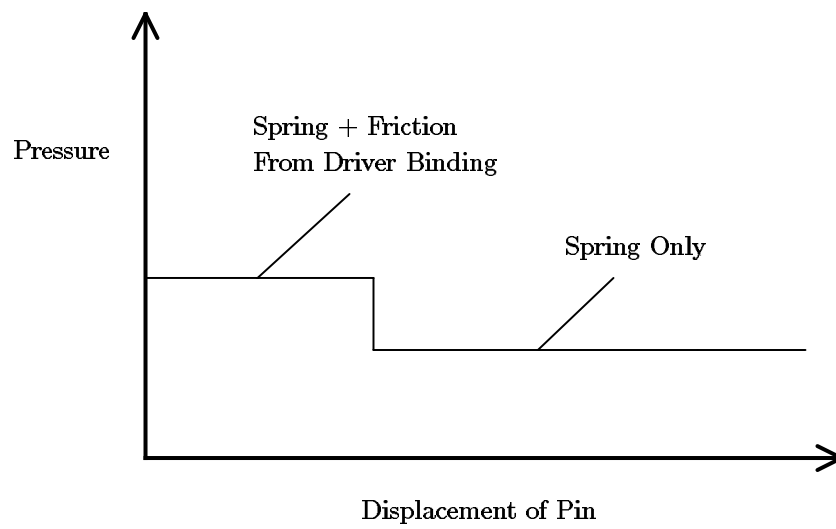 Spring + Friction
From Driver Binding
Pressure
Spring Only
Displacement of Pin